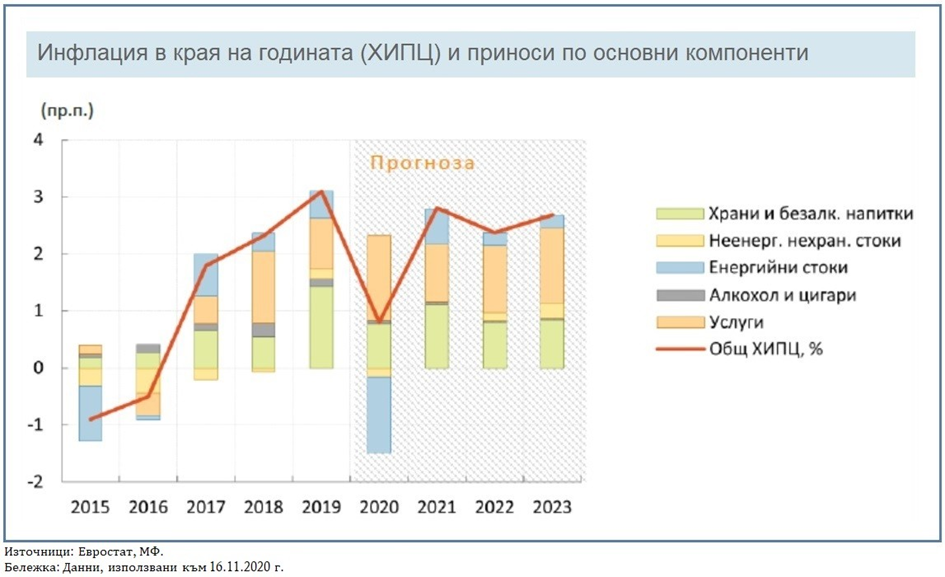 Инфлация в края на годината (ХИПЦ) и приноси по основни компоненти
(пр.п.)
4
3
2
1
0
-1
-2
Прогноза
2015 2016 2017 2018 2019 2020 2021 2022 2023
Храни и безалк. напитки
Неенерг. нехран. стоки
Енергийни стоки
Алкохол и цигари
Услуги
Общ ХИПЦ, %
Източници: Евростат, МФ.
Бележка: Данни, използвани към 16.11.2020 г.